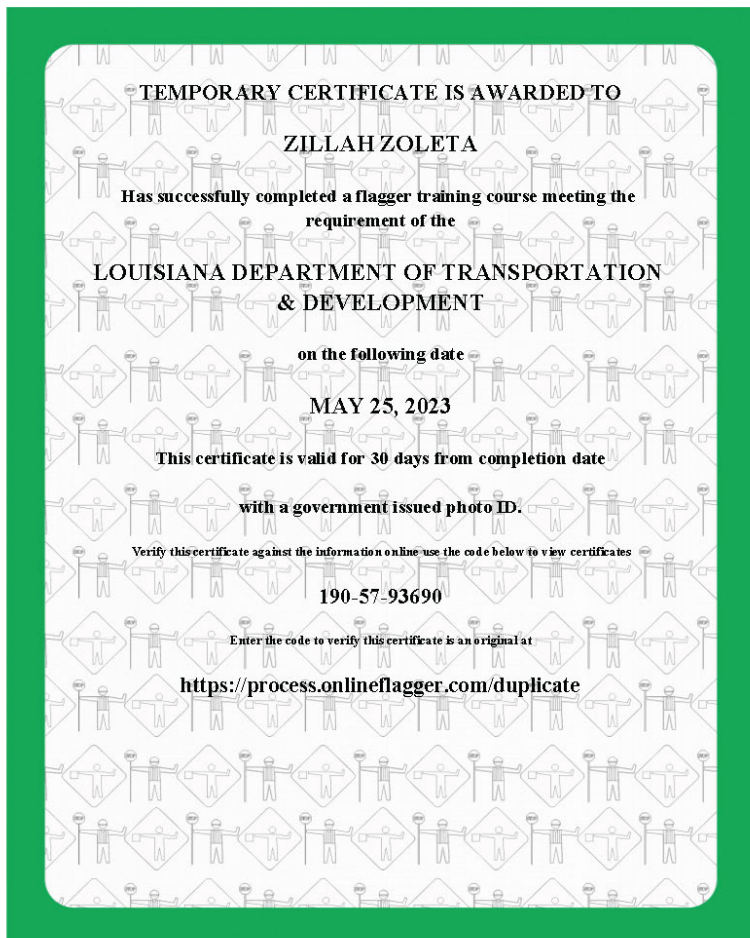 TEMPORARY CERTIFICATE IS AWARDED TO
ZILLAH ZOLETA
Has successfully completed a flagger training course meeting the
requirement of the
LOUISIANA DEPARTMENT OF TRANSPORTATION
& DEVELOPMENT
on the following date
MAY 25, 2023
This certificate is valid for 30 days from completion date
with a government issued photo ID.
Verify this certificate against the information online use the code below to view certificates
190-57-93690
Enter the code to verify this certificate is an original at
https://process.onlineflagger.com/duplicate